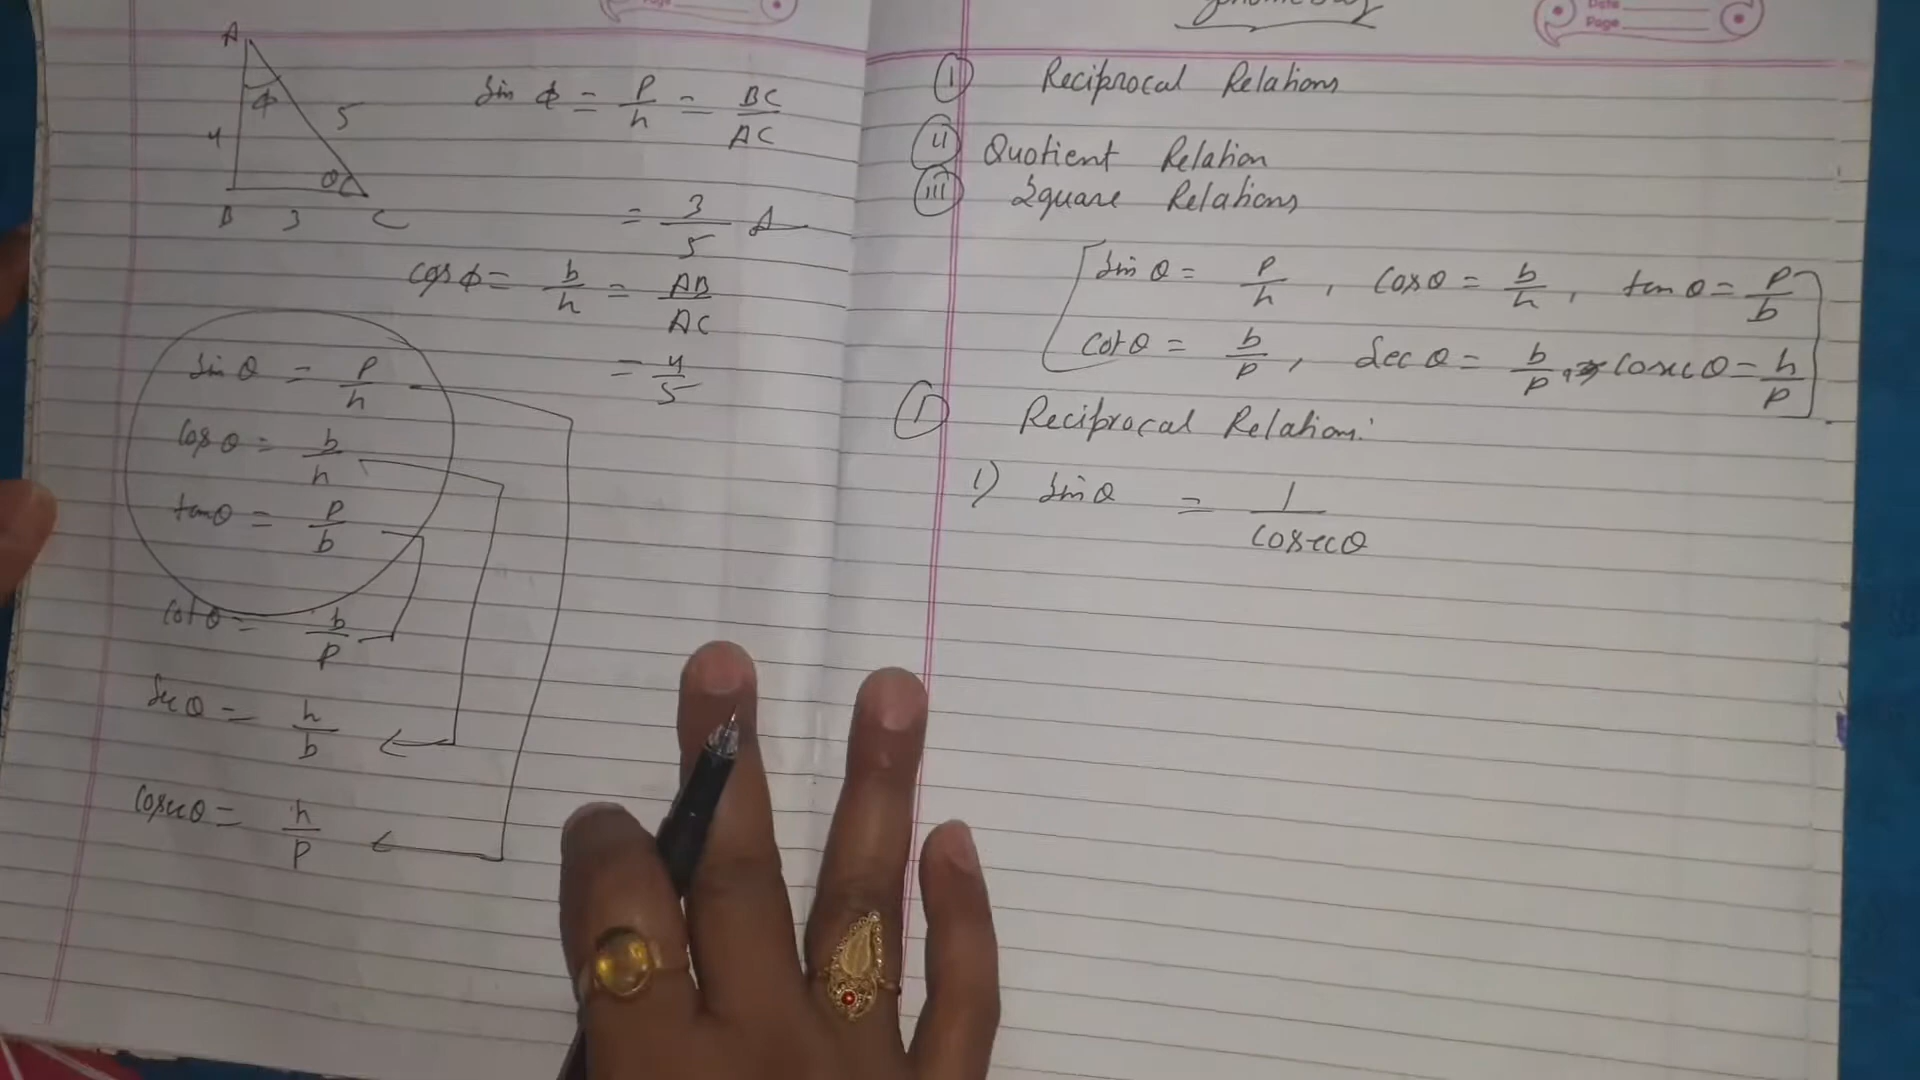 A
φ
5
4
θ
B 3 C
Sin φ = p/h = BC/AC
= 3/5 A
cos φ = b/h = AB/AC
= 4/5
Sin θ = p/h
cos θ = b/h
tan θ = p/b
cot θ = b/p
Sec θ = h/b
cosec θ = h/p
Date
Page
I Reciprocal Relations
II Quotient Relation
III Square Relations
Sin θ = p/h , cos θ = b/h , tan θ = p/b
cot θ = b/p , Sec θ = b/p , cosec θ = h/p
I Reciprocal Relation:
1) Sin θ = 1/cosec θ